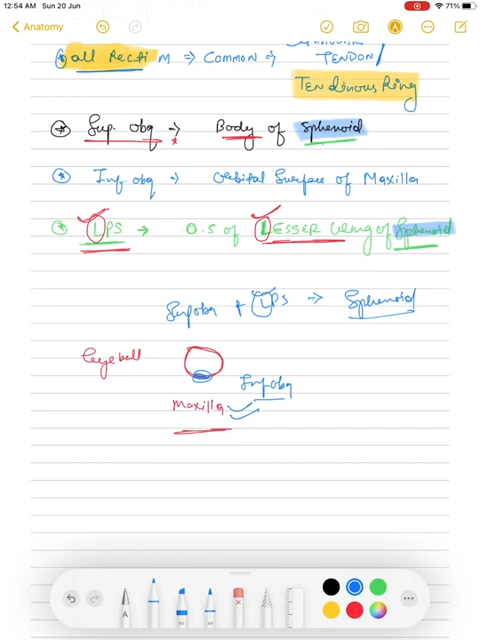 12:54 AM Sun 20 Jun 71%
Anatomy
all Recti M ⇒ COMMON ⇒ TENDON/
TENdinous Ring
Sup. obq ⇒ Body of Sphenoid
Inf. obq ⇒ Orbital Surface of Maxilla
LPS → O.S of LESSER Wing of Sphenoid
Sup obq + LPS → Sphenoid
Eyeball
Inf obq
Maxilla
A